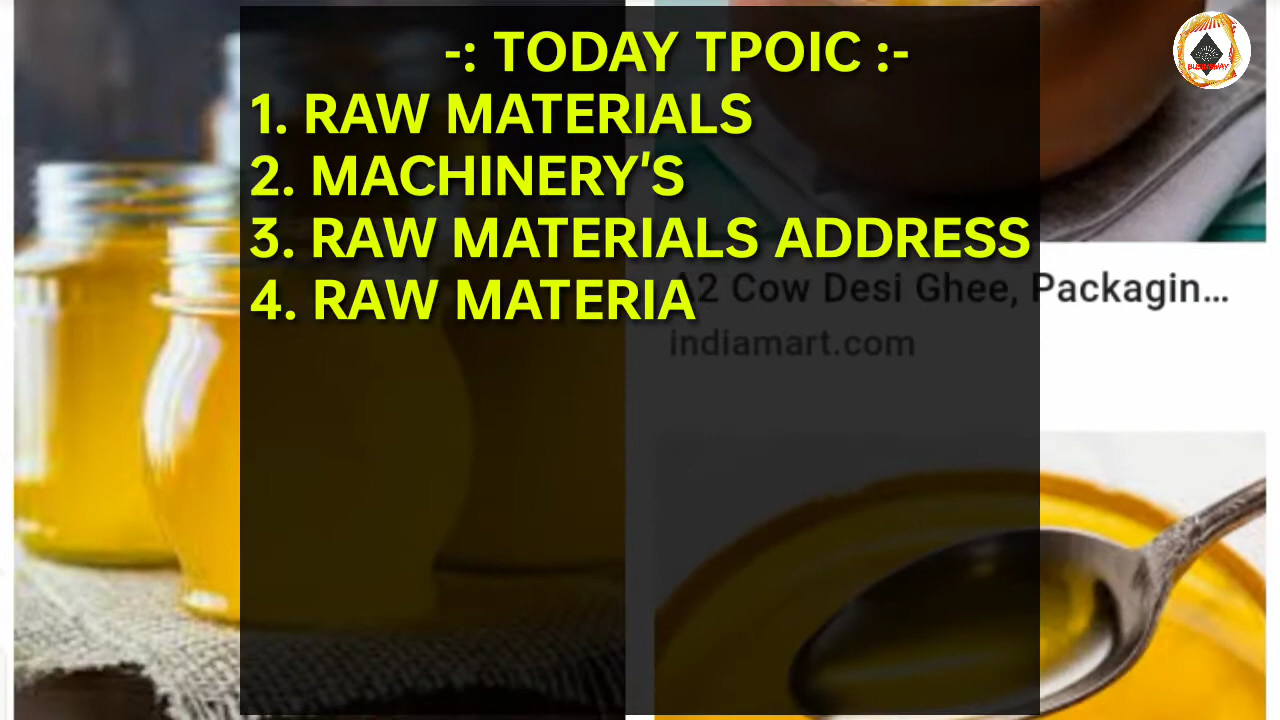 -: TODAY TPOIC :-
1. RAW MATERIALS
2. MACHINERY'S
3. RAW MATERIALS ADDRESS
4. RAW MATERIA
A2 Cow Desi Ghee, Packagin...
indiamart.com